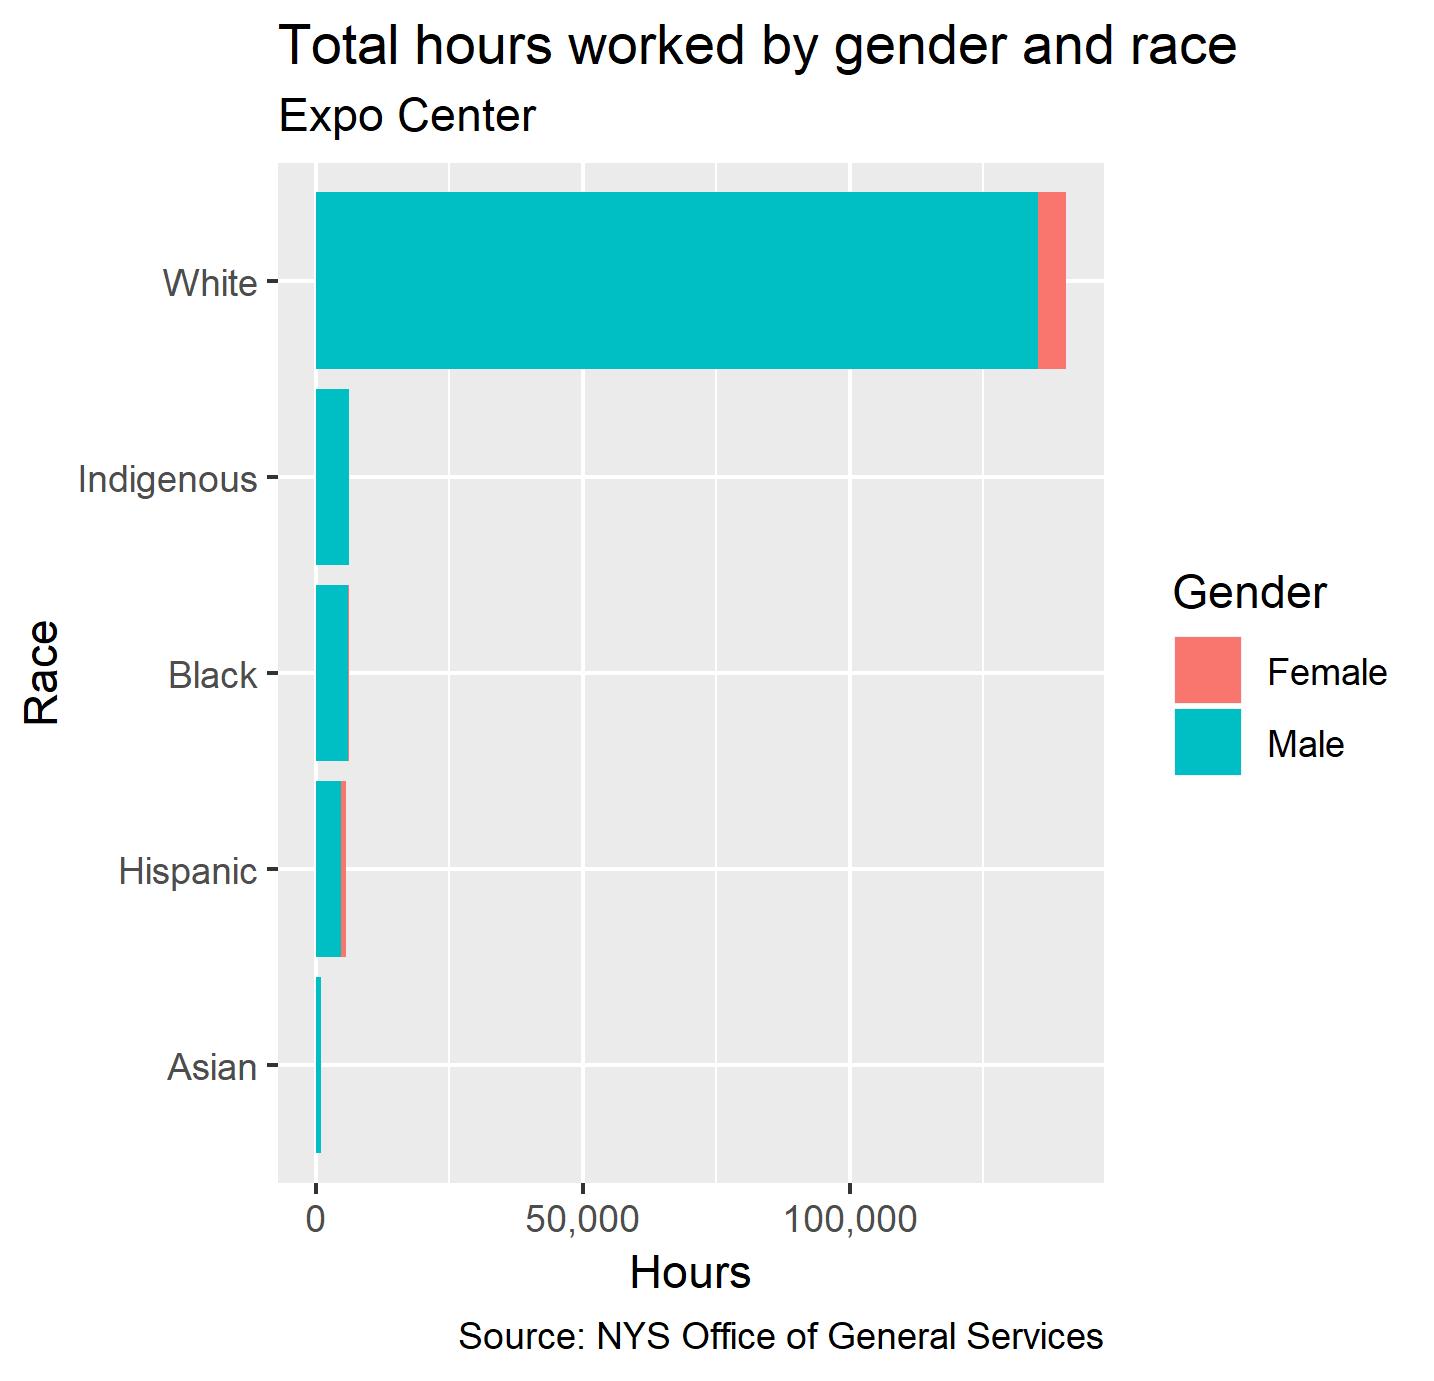 Total hours worked by gender and race
Expo Center
White
Indigenous
Black
Hispanic
Asian
Race
0
50,000
100,000
Hours
Source: NYS Office of General Services
Gender
Female
Male